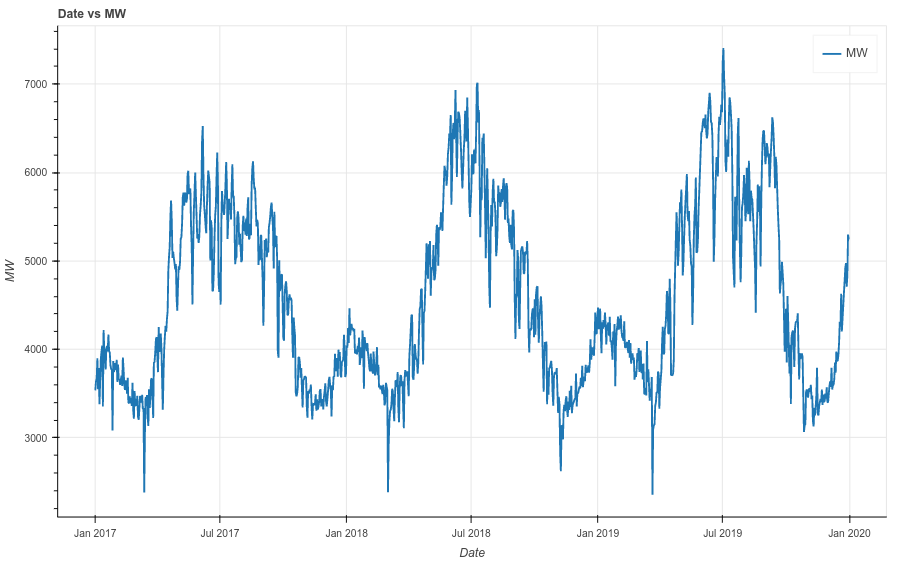 Date vs MW
MW
7000
6000
5000
4000
3000
MW
Jan 2017
Jul 2017
Jan 2018
Jul 2018
Jan 2019
Jul 2019
Jan 2020
Date